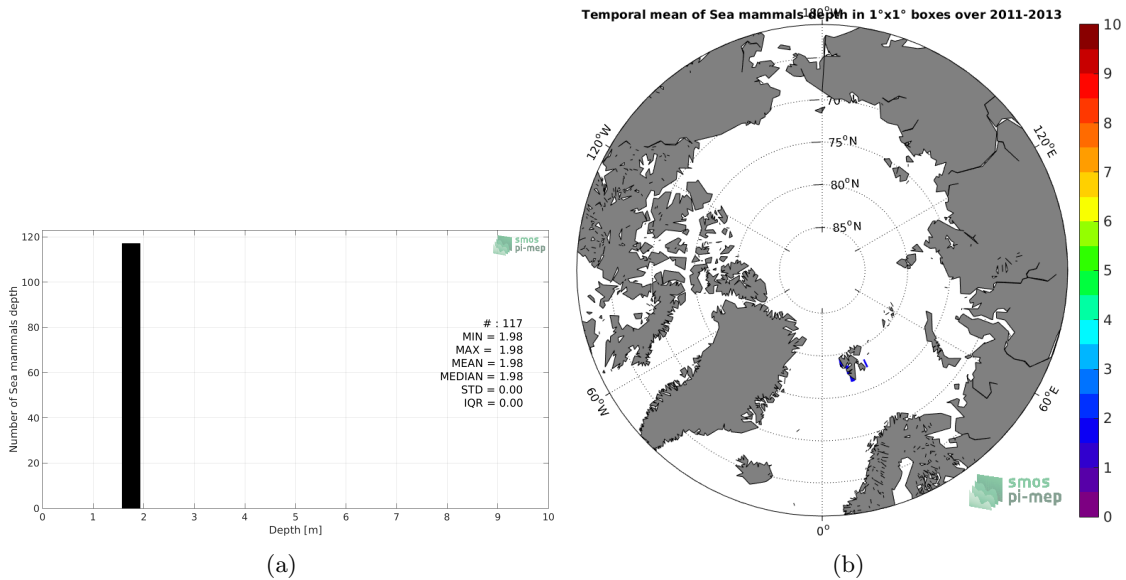 Temporal mean of Sea mammals depth in 1°x1° boxes over 2011-2013
180°W
120
100
80
60
40
20
0
Number of Sea mammals depth
smos
pi-mep
# : 117
MIN = 1.98
MAX = 1.98
MEAN = 1.98
MEDIAN = 1.98
STD = 0.00
IQR = 0.00
0 1 2 3 4 5 6 7 8 9 10
Depth [m]
(a)
120°W
120°E
70°N
75°N
80°N
85°N
60°W
60°E
0°
smos
pi-mep
10
9
8
7
6
5
4
3
2
1
0
(b)